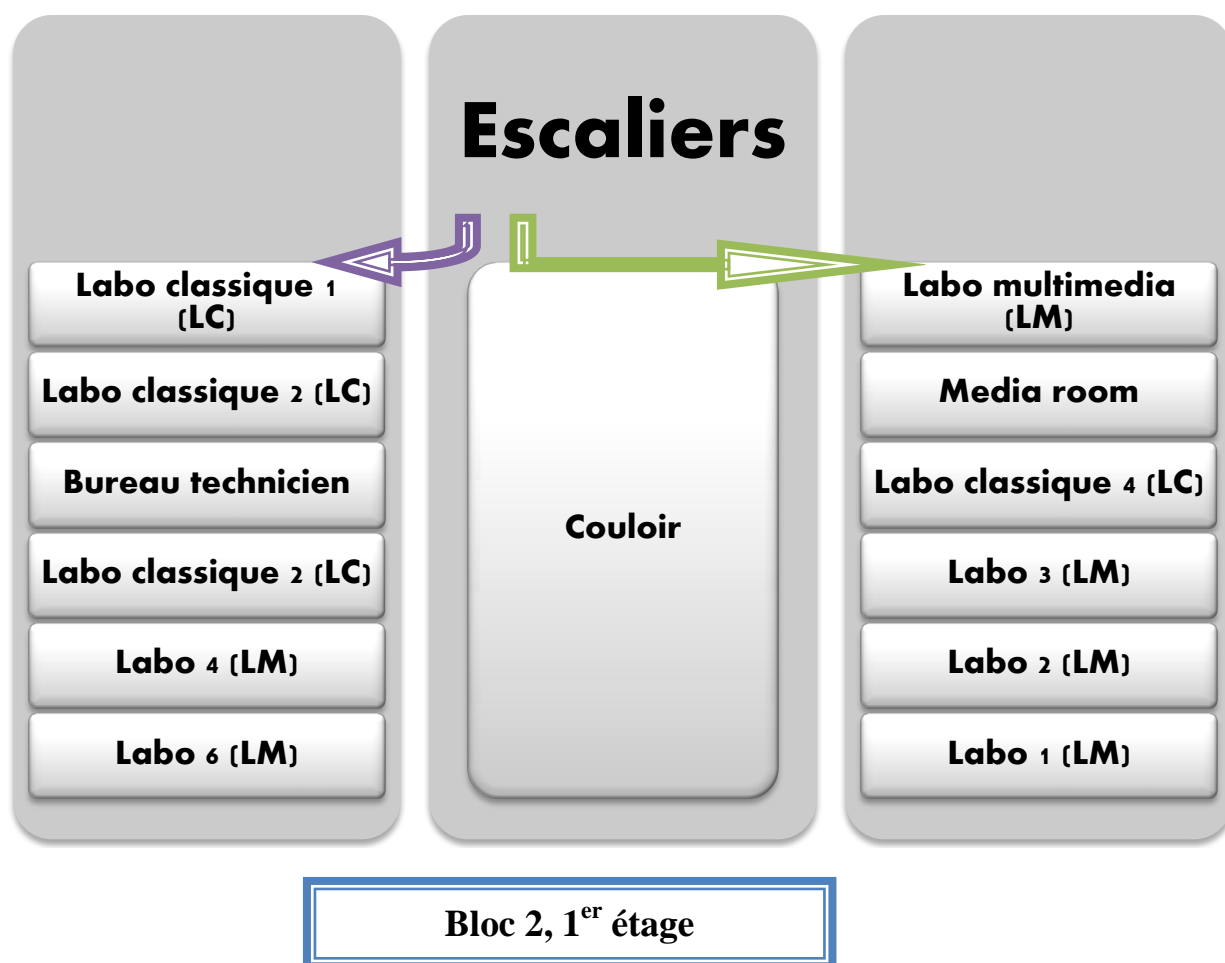 Escaliers
Labo classique 1
(LC)
Labo classique 2 (LC)
Bureau technicien
Labo classique 2 (LC)
Labo 4 (LM)
Labo 6 (LM)
Couloir
Labo multimedia
(LM)
Media room
Labo classique 4 (LC)
Labo 3 (LM)
Labo 2 (LM)
Labo 1 (LM)
Bloc 2, 1er étage